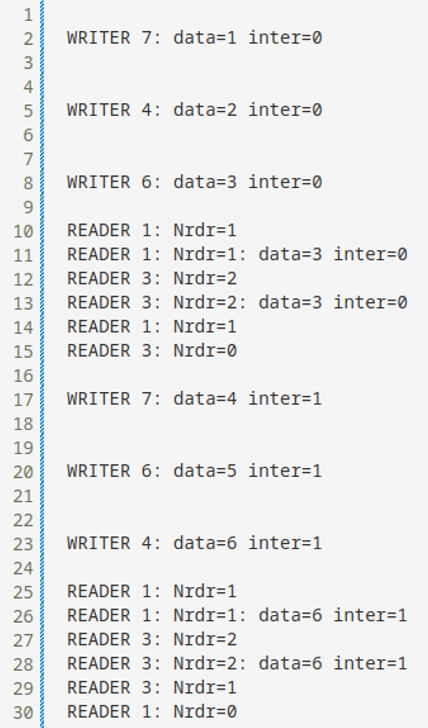 1
2 WRITER 7: data=1 inter=0
3
4
5 WRITER 4: data=2 inter=0
6
7
8 WRITER 6: data=3 inter=0
9
10 READER 1: Nrdr=1
11 READER 1: Nrdr=1: data=3 inter=0
12 READER 3: Nrdr=2
13 READER 3: Nrdr=2: data=3 inter=0
14 READER 1: Nrdr=1
15 READER 3: Nrdr=0
16
17 WRITER 7: data=4 inter=1
18
19
20 WRITER 6: data=5 inter=1
21
22
23 WRITER 4: data=6 inter=1
24
25 READER 1: Nrdr=1
26 READER 1: Nrdr=1: data=6 inter=1
27 READER 3: Nrdr=2
28 READER 3: Nrdr=2: data=6 inter=1
29 READER 3: Nrdr=1
30 READER 1: Nrdr=0